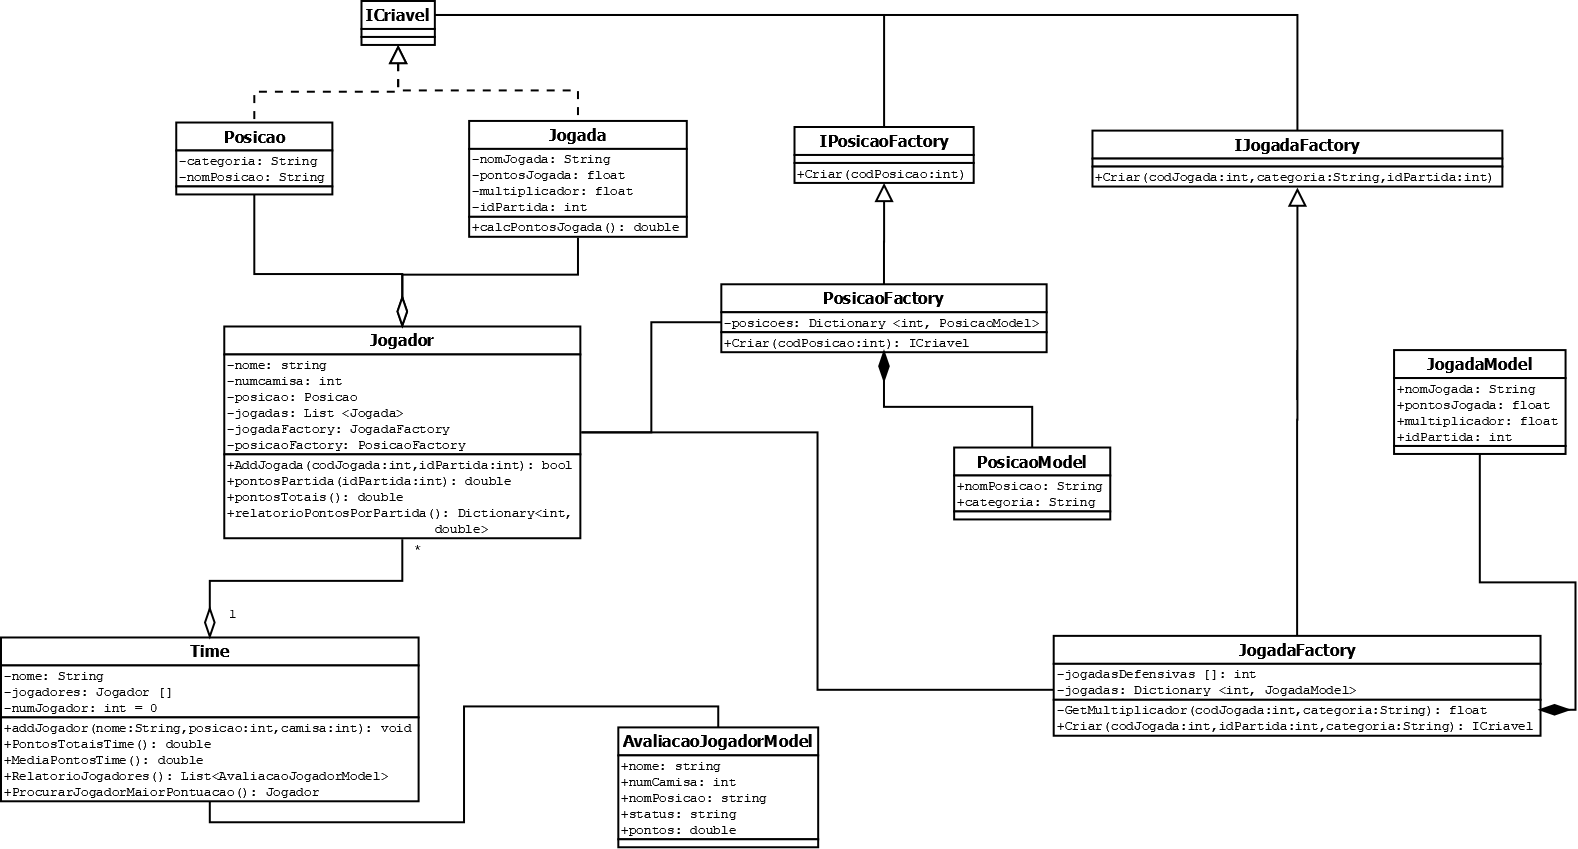 ICriavel
Posicao
-categoria: String
-nomPosicao: String
Jogada
-nomJogada: String
-pontosJogada: float
-multiplicador: float
-idPartida: int
+calcPontosJogada(): double
IPosicaoFactory
+Criar(codPosicao:int)
IJogadaFactory
+Criar(codJogada:int,categoria:String,idPartida:int)
PosicaoFactory
-posicoes: Dictionary <int, PosicaoModel>
+Criar(codPosicao:int): ICriavel
Jogador
-nome: string
-numcamisa: int
-posicao: Posicao
-jogadas: List <Jogada>
-jogadaFactory: JogadaFactory
-posicaoFactory: PosicaoFactory
+AddJogada(codJogada:int,idPartida:int): bool
+pontosPartida(idPartida:int): double
+pontosTotais(): double
+relatorioPontosPorPartida(): Dictionary<int,
double>
*
1
JogadaModel
+nomJogada: String
+pontosJogada: float
+multiplicador: float
+idPartida: int
PosicaoModel
+nomPosicao: String
+categoria: String
Time
-nome: String
-jogadores: Jogador []
-numJogador: int = 0
+addJogador(nome:String,posicao:int,camisa:int): void
+PontosTotaisTime(): double
+MediaPontosTime(): double
+RelatorioJogadores(): List<AvaliacaoJogadorModel>
+ProcurarJogadorMaiorPontuacao(): Jogador
AvaliacaoJogadorModel
+nome: string
+numCamisa: int
+nomPosicao: string
+status: string
+pontos: double
JogadaFactory
-jogadasDefensivas []: int
-jogadas: Dictionary <int, JogadaModel>
-GetMultiplicador(codJogada:int,categoria:String): float
+Criar(codJogada:int,idPartida:int,categoria:String): ICriavel